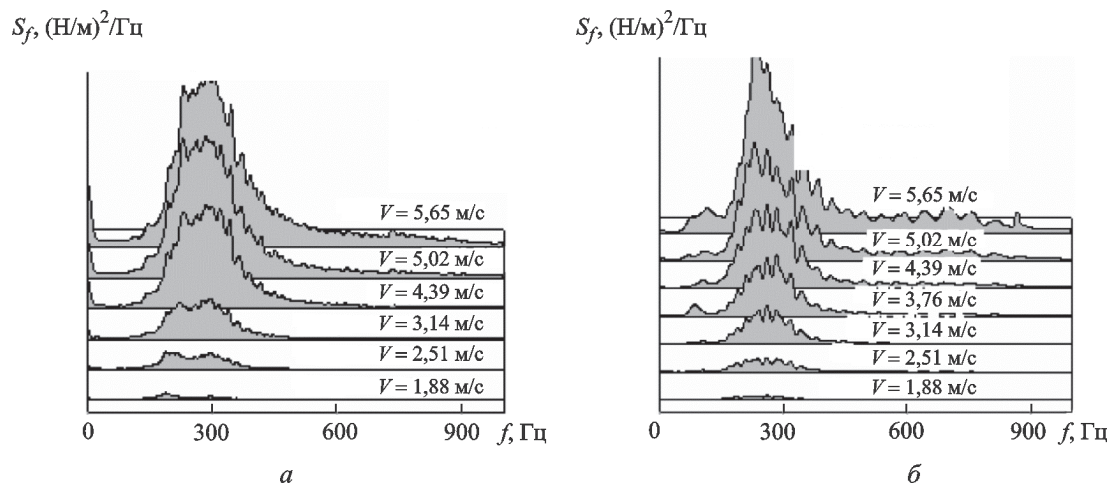 S_f, (Н/м)²/Гц
V = 5,65 м/с
V = 5,02 м/с
V = 4,39 м/с
V = 3,14 м/с
V = 2,51 м/с
V = 1,88 м/с
0 300 600 900 f, Гц
а
S_f, (Н/м)²/Гц
V = 5,65 м/с
V = 5,02 м/с
V = 4,39 м/с
V = 3,76 м/с
V = 3,14 м/с
V = 2,51 м/с
V = 1,88 м/с
0 300 600 900 f, Гц
б